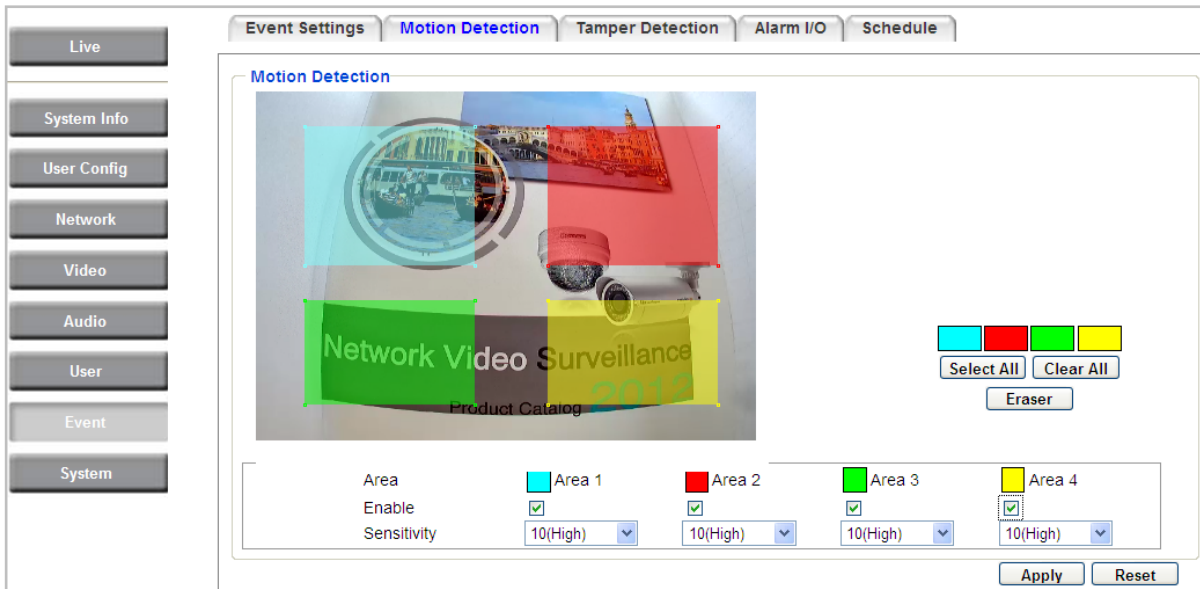 Event Settings Motion Detection Tamper Detection Alarm I/O Schedule
Live
System Info
User Config
Network
Video
Audio
User
Event
System
Motion Detection
Network Video Surveillance
2012
Product Catalog
Select All Clear All
Eraser
Area Area 1 Area 2 Area 3 Area 4
Enable
Sensitivity 10(High) 10(High) 10(High) 10(High)
Apply Reset